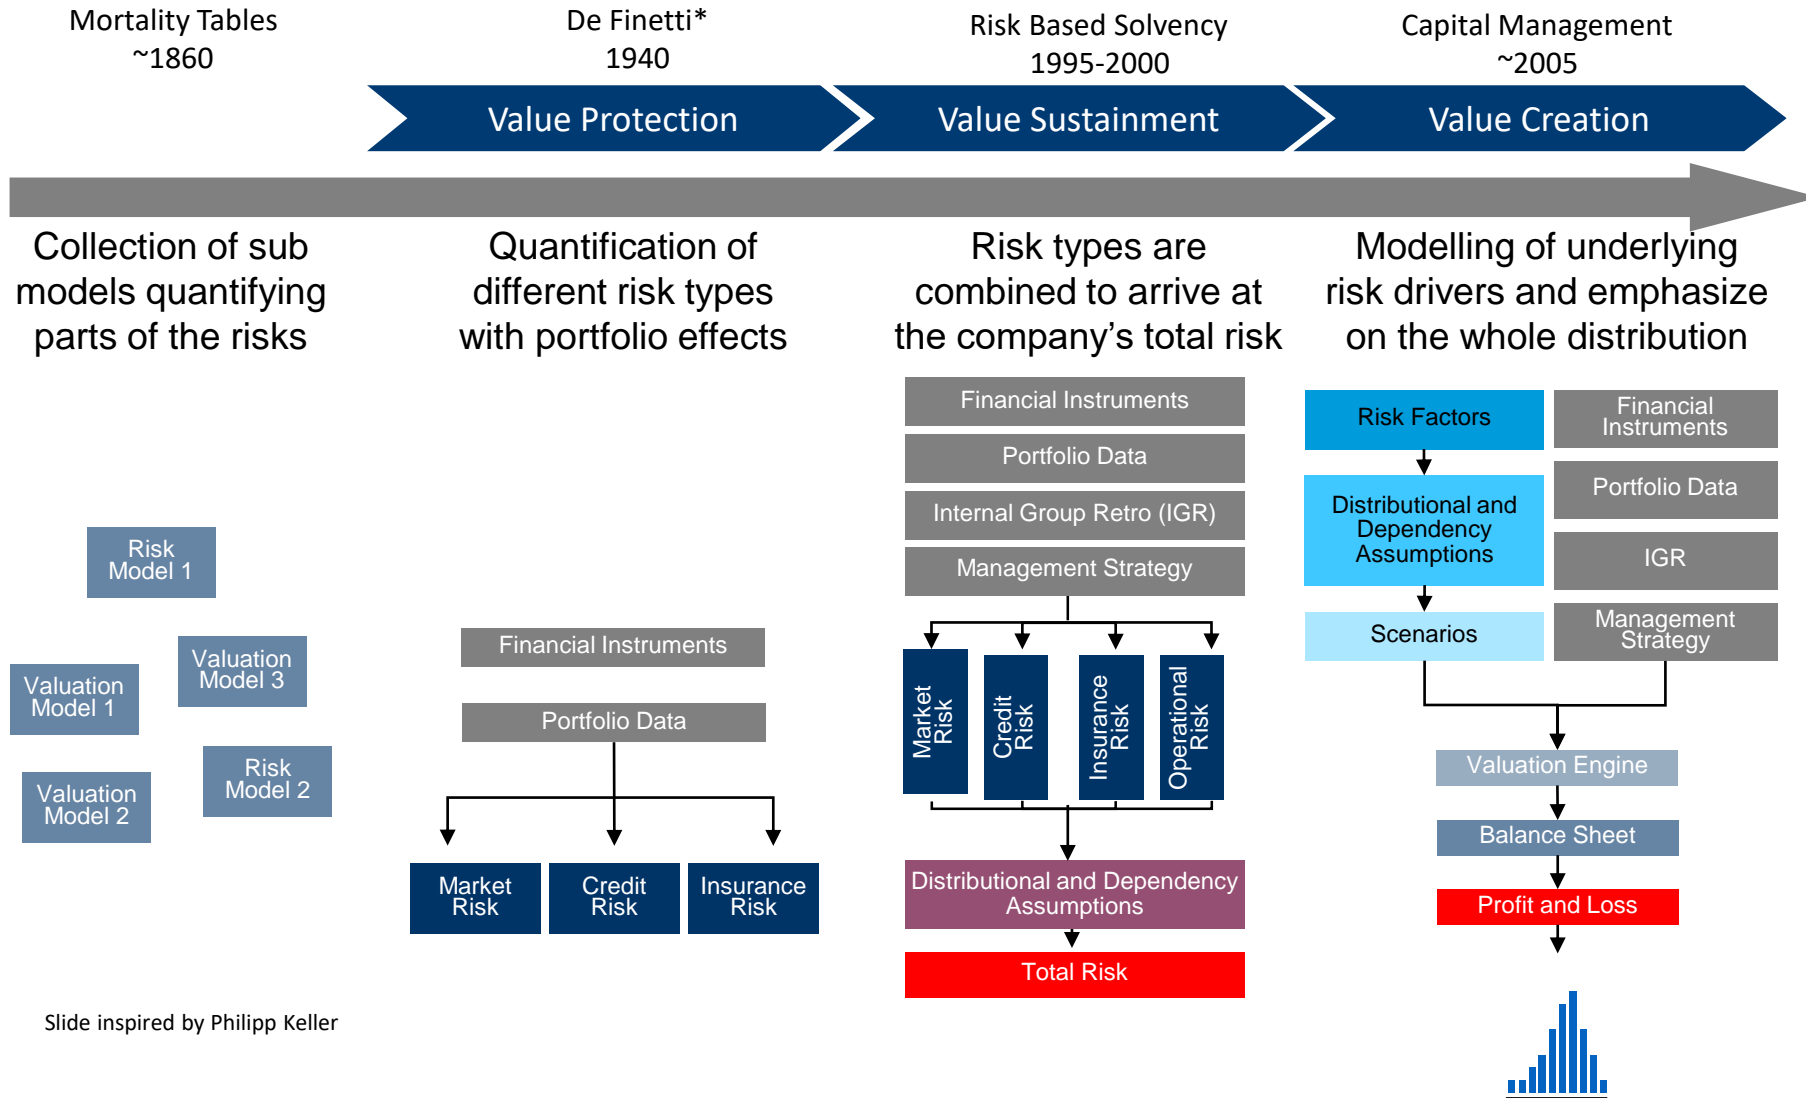 Mortality Tables
~1860
De Finetti*
1940
Risk Based Solvency
1995-2000
Capital Management
~2005
Value Protection
Value Sustainment
Value Creation
Collection of sub
models quantifying
parts of the risks
Quantification of
different risk types
with portfolio effects
Risk types are
combined to arrive at
the company's total risk
Modelling of underlying
risk drivers and emphasize
on the whole distribution
Risk
Model 1
Valuation
Model 3
Valuation
Model 1
Risk
Model 2
Valuation
Model 2
Financial Instruments
Portfolio Data
Market
Risk
Credit
Risk
Insurance
Risk
Financial Instruments
Portfolio Data
Internal Group Retro (IGR)
Management Strategy
Market
Risk
Credit
Risk
Insurance
Risk
Operational
Risk
Distributional and Dependency
Assumptions
Total Risk
Risk Factors
Distributional and
Dependency
Assumptions
Scenarios
Financial
Instruments
Portfolio Data
IGR
Management
Strategy
Valuation Engine
Balance Sheet
Profit and Loss
Slide inspired by Philipp Keller